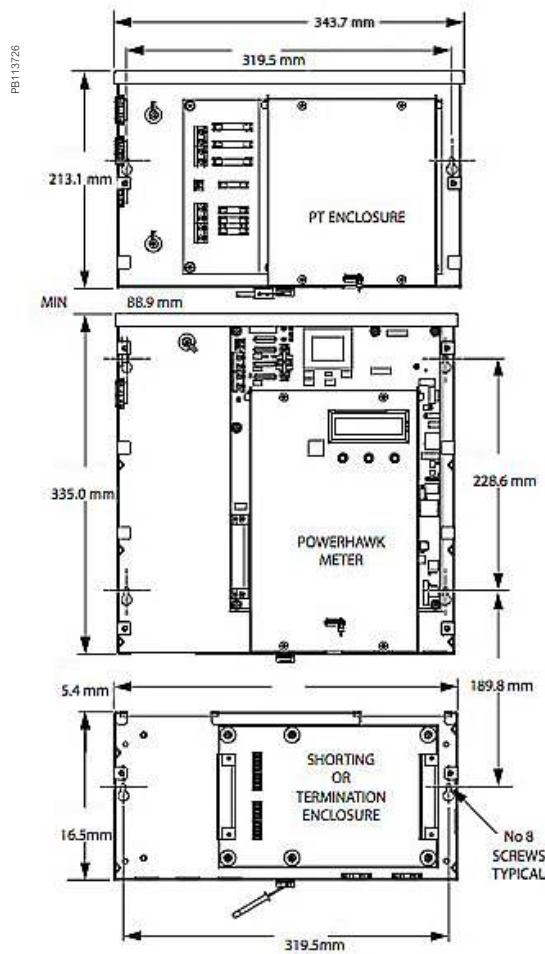 PB113726
343.7 mm
319.5 mm
213.1 mm
PT ENCLOSURE
MIN 88.9 mm
335.0 mm
228.6 mm
POWERHAWK
METER
5.4 mm
189.8 mm
SHORTING
OR
TERMINATION
ENCLOSURE
16.5mm
No 8
SCREWS
TYPICAL
319.5mm